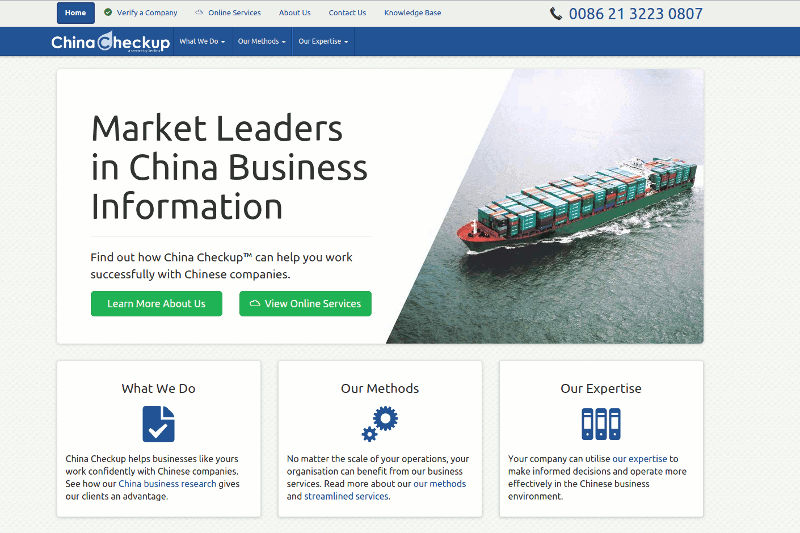 Home
Verify a Company
Online Services
About Us
Contact Us
Knowledge Base
0086 21 3223 0807
China Checkup
What We Do
Our Methods
Our Expertise
Market Leaders
in China Business
Information
Find out how China Checkup™ can help you work
successfully with Chinese companies.
Learn More About Us
View Online Services
What We Do
China Checkup helps businesses like yours
work confidently with Chinese companies.
See how our China business research gives
our clients an advantage.
Our Methods
No matter the scale of your operations, your
organisation can benefit from our business
services. Read more about our our methods
and streamlined services.
Our Expertise
Your company can utilise our expertise to
make informed decisions and operate more
effectively in the Chinese business
environment.